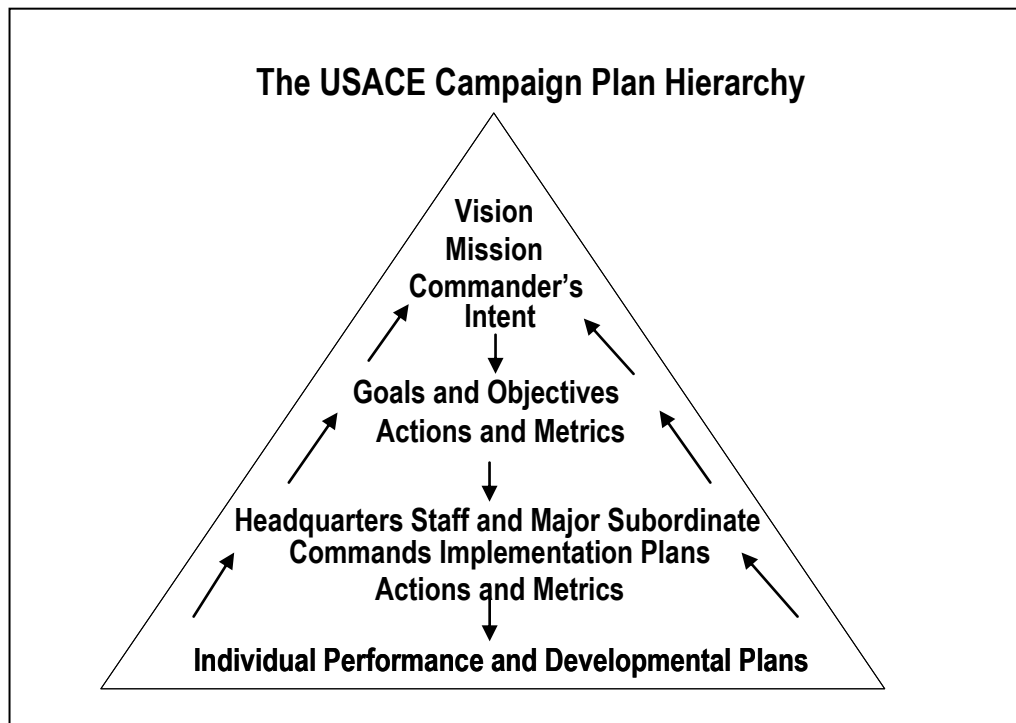 The USACE Campaign Plan Hierarchy
Vision
Mission
Commander’s
Intent
Goals and Objectives
Actions and Metrics
Headquarters Staff and Major Subordinate
Commands Implementation Plans
Actions and Metrics
Individual Performance and Developmental Plans